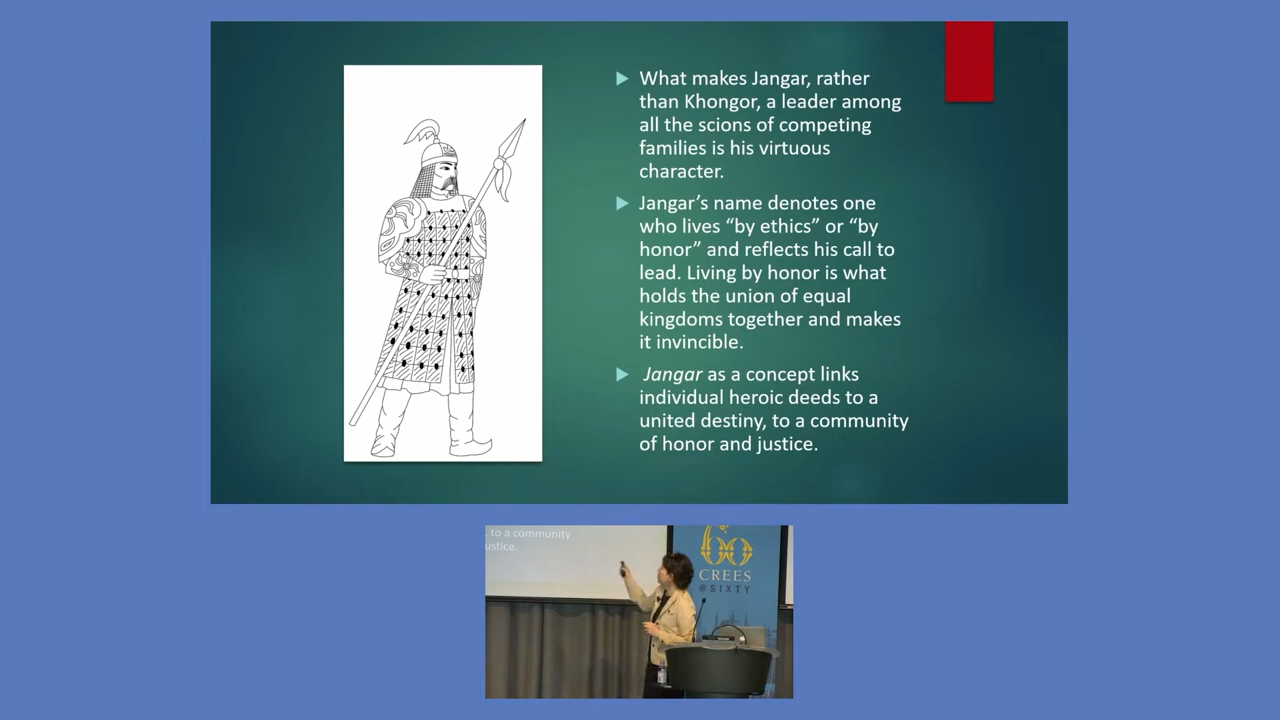 What makes Jangar, rather
than Khongor, a leader among
all the scions of competing
families is his virtuous
character.
Jangar’s name denotes one
who lives “by ethics” or “by
honor” and reflects his call to
lead. Living by honor is what
holds the union of equal
kingdoms together and makes
it invincible.
Jangar as a concept links
individual heroic deeds to a
united destiny, to a community
of honor and justice.
, to a community
ustice.
60
CREES
@SIXTY